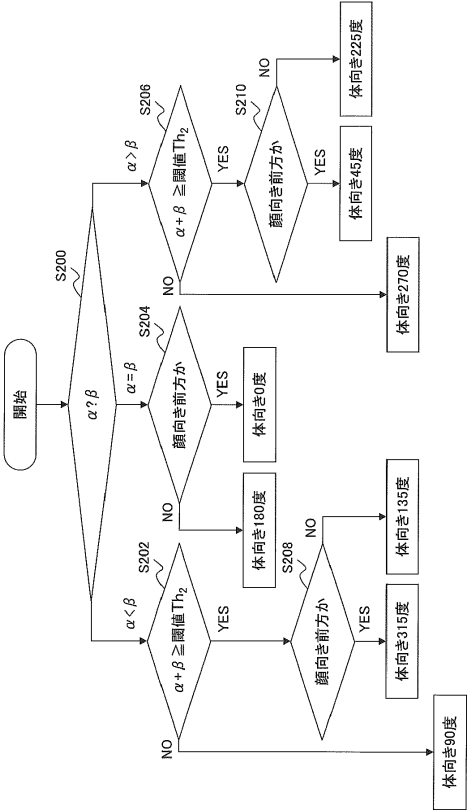 開始
S200
α?β
α<β
α=β
α>β
S202
α+β≧閾値Th2
NO
YES
S204
顔向き前方か
NO
YES
S206
α+β≧閾値Th2
NO
YES
体向き180度
体向き0度
S208
顔向き前方か
NO
YES
S210
顔向き前方か
NO
YES
体向き45度
体向き225度
体向き90度
体向き315度
体向き135度
体向き270度